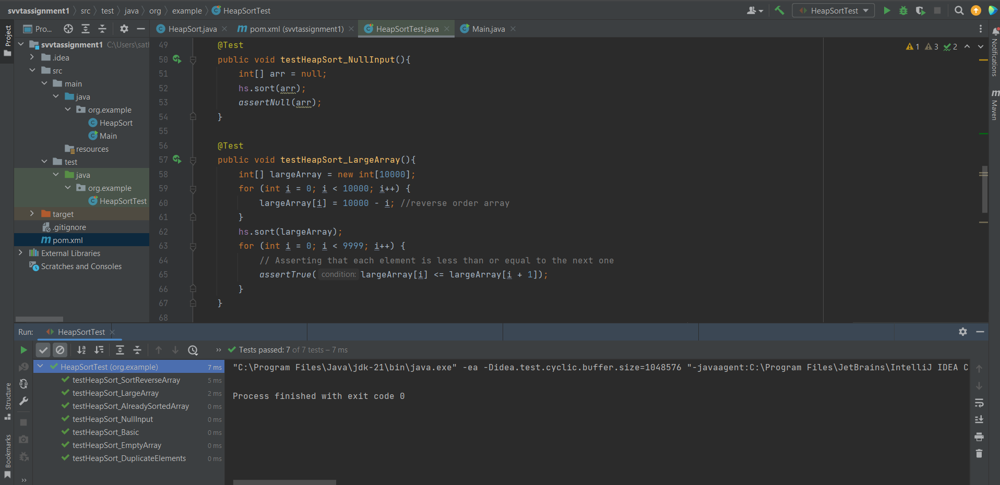 svvtassignment1 src test java org example HeapSortTest
HeapSortTest
Project
Pro...
HeapSort.java
pom.xml (svvtassignment1)
HeapSortTest.java
Main.java
svvtassignment1 C:\Users\sat
.idea
src
main
java
org.example
HeapSort
Main
resources
test
java
org.example
HeapSortTest
target
.gitignore
pom.xml
External Libraries
Scratches and Consoles
1 3 2
49 @Test
50 public void testHeapSort_NullInput(){
51 int[] arr = null;
52 hs.sort(arr);
53 assertNull(arr);
54 }
55
56 @Test
57 public void testHeapSort_LargeArray(){
58 int[] largeArray = new int[10000];
59 for (int i = 0; i < 10000; i++) {
60 largeArray[i] = 10000 - i; //reverse order array
61 }
62 hs.sort(largeArray);
63 for (int i = 0; i < 9999; i++) {
64 // Asserting that each element is less than or equal to the next one
65 assertTrue( condition: largeArray[i] <= largeArray[i + 1]);
66 }
67 }
68
Notifications
Maven
Run: HeapSortTest
Tests passed: 7 of 7 tests – 7 ms
HeapSortTest (org.example) 7 ms
testHeapSort_SortReverseArray 5 ms
testHeapSort_LargeArray 2 ms
testHeapSort_AlreadySortedArray 0 ms
testHeapSort_NullInput 0 ms
testHeapSort_Basic 0 ms
testHeapSort_EmptyArray 0 ms
testHeapSort_DuplicateElements 0 ms
"C:\Program Files\Java\jdk-21\bin\java.exe" -ea -Didea.test.cyclic.buffer.size=1048576 "-javaagent:C:\Program Files\JetBrains\IntelliJ IDEA C
Process finished with exit code 0
Structure
Bookmarks